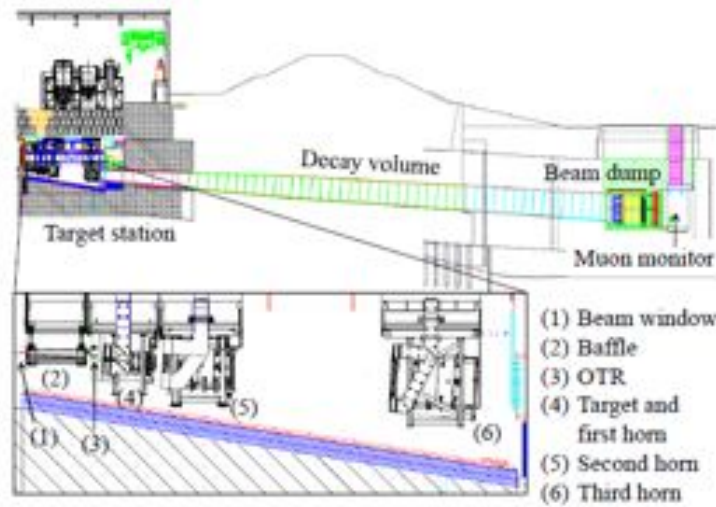 Decay volume
Beam dump
Target station
Muon monitor
(1) Beam window
(2) Baffle
(3) OTR
(4) Target and
first horn
(5) Second horn
(6) Third horn
(2)
(4)
(5)
(1)
(3)
(6)